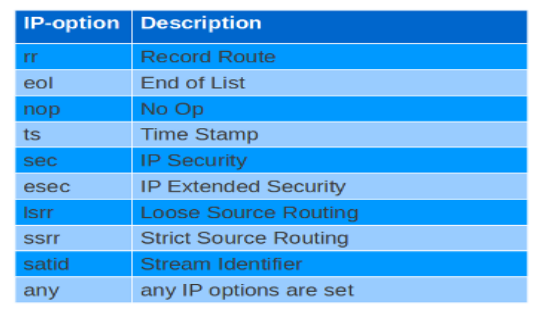 IP-option Description
rr Record Route
eol End of List
nop No Op
ts Time Stamp
sec IP Security
esec IP Extended Security
lsrr Loose Source Routing
ssrr Strict Source Routing
satid Stream Identifier
any any IP options are set